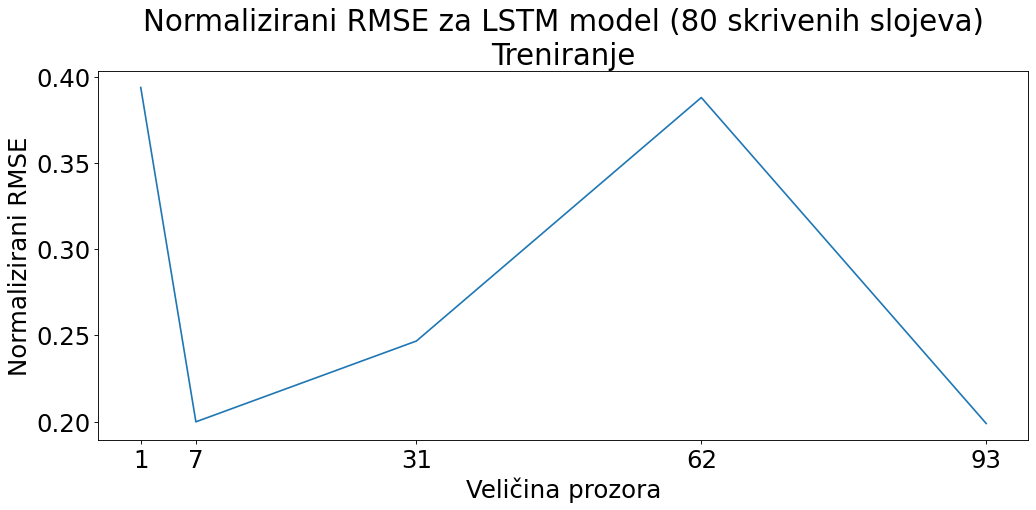 Normalizirani RMSE za LSTM model (80 skrivenih slojeva)
Treniranje
Normalizirani RMSE
0.40
0.35
0.30
0.25
0.20
1 7 31 62 93
Veličina prozora